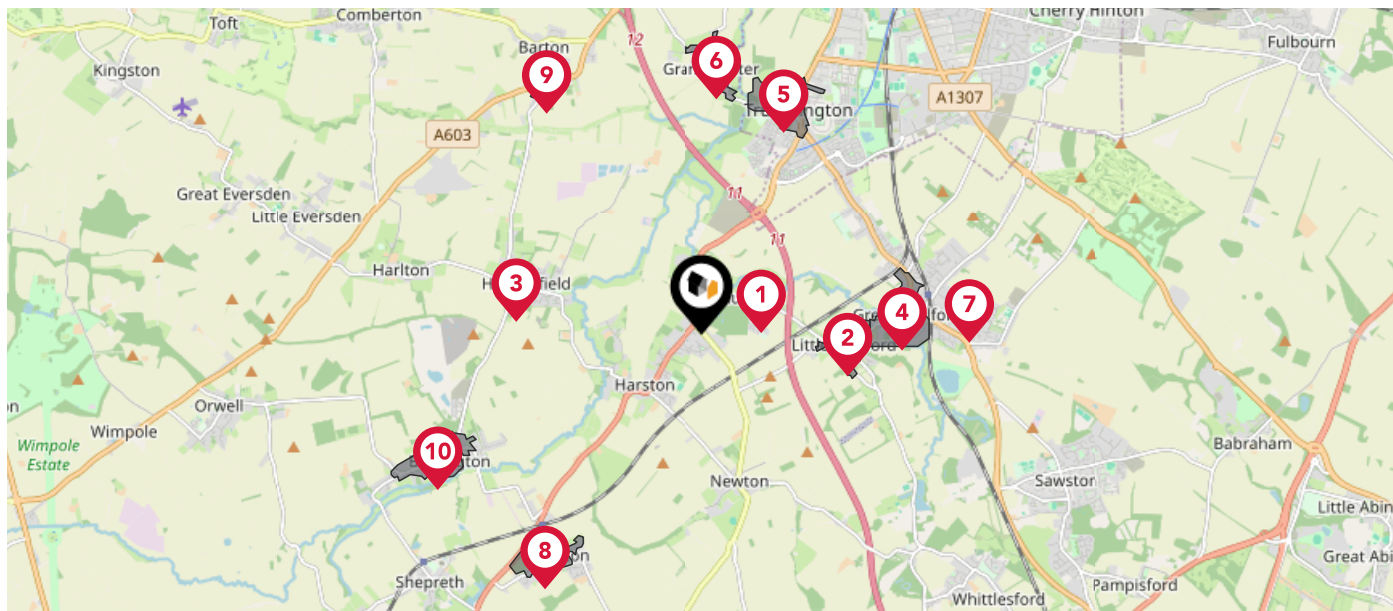 Toft
Comberton
Cherry Hinton
12
Barton
Fulbourn
Kingston
6
9
5
A1307
A603
11
Great Eversden
Little Eversden
11
Harlton
3
1
4
7
2
Harston
Orwell
Wimpole
Wimpole
Estate
Babraham
10
Newton
Sawston
Little Abin
8
Great Abi
Shepreth
Pampisford
Whittlesford